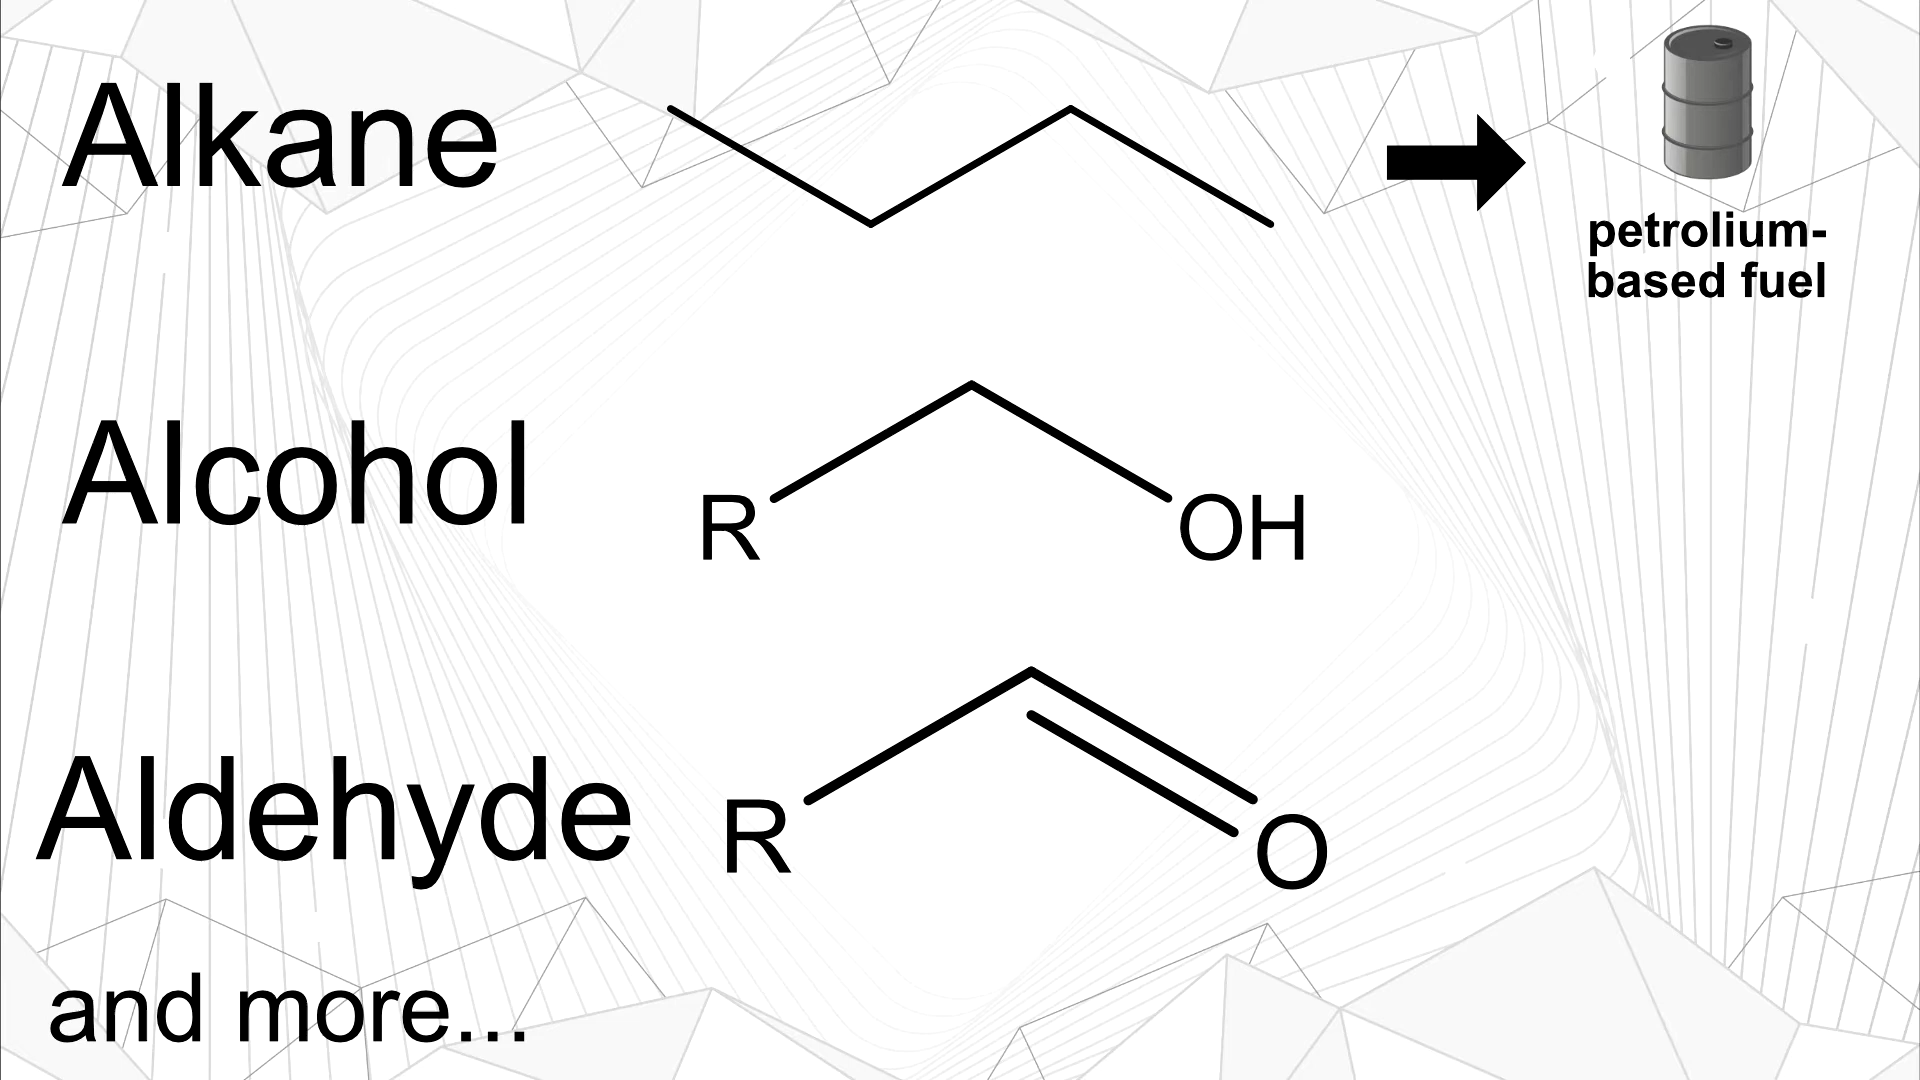 Alkane
petrolium-
based fuel
Alcohol
R
OH
Aldehyde
R
O
and more...